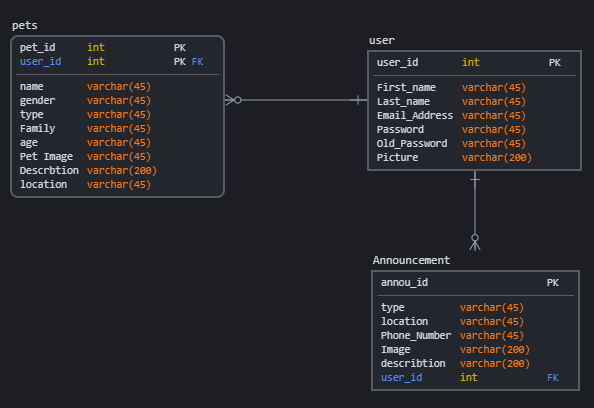 pets
pet_id int PK
user_id int PK FK
name varchar(45)
gender varchar(45)
type varchar(45)
Family varchar(45)
age varchar(45)
Pet Image varchar(45)
Descrbtion varchar(200)
location varchar(45)
user
user_id int PK
First_name varchar(45)
Last_name varchar(45)
Email_Address varchar(45)
Password varchar(45)
Old_Password varchar(45)
Picture varchar(200)
Announcement
annou_id PK
type varchar(45)
location varchar(45)
Phone_Number varchar(45)
Image varchar(200)
describtion varchar(200)
user_id int FK